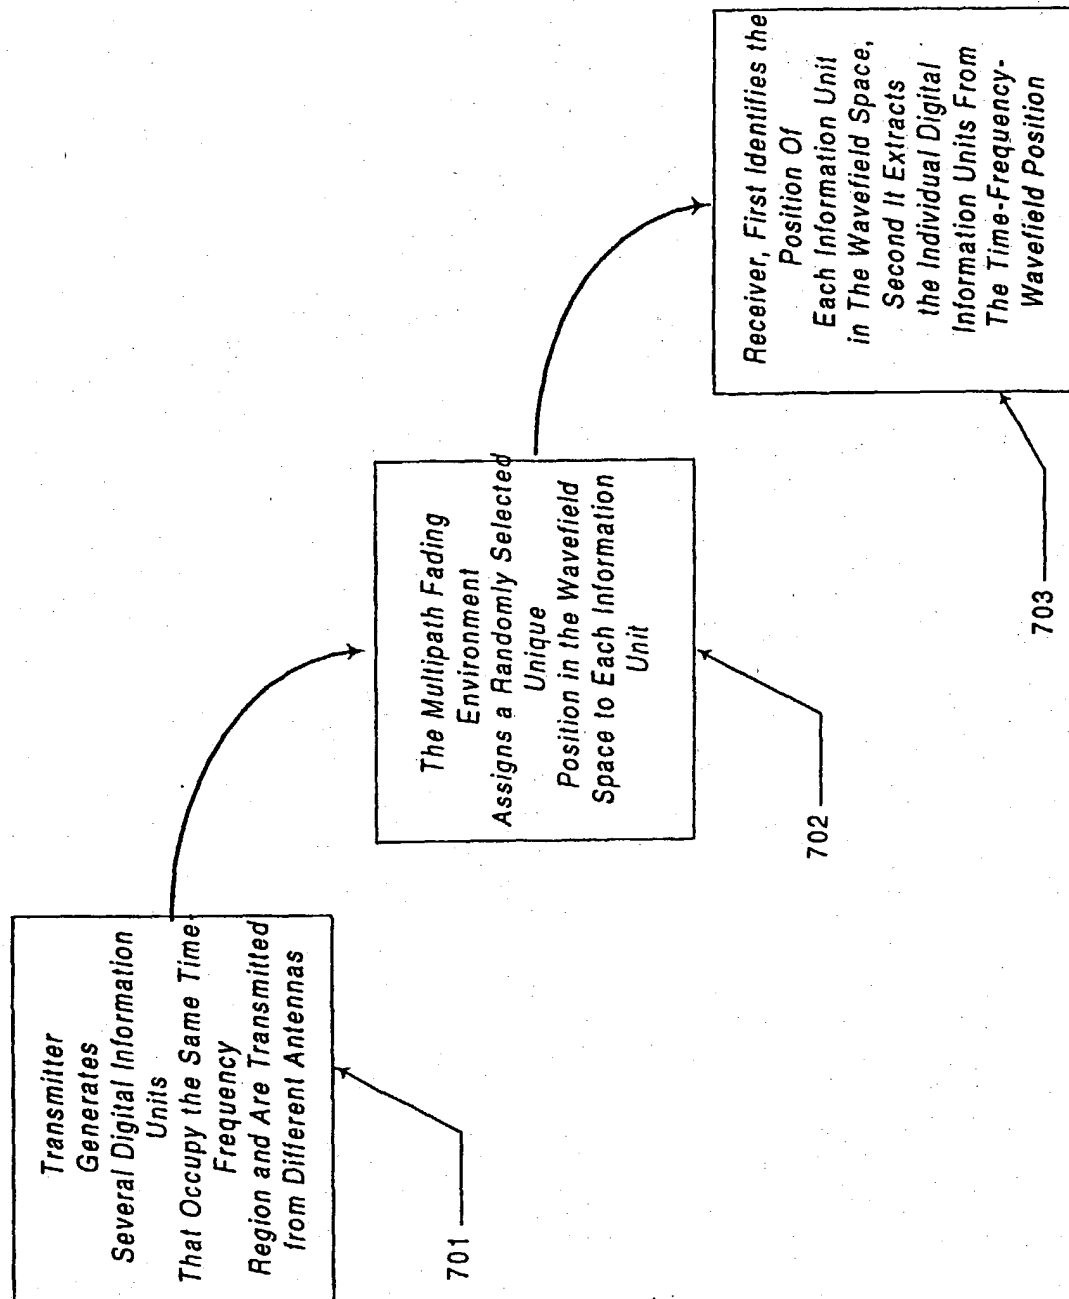 Transmitter
Generates
Several Digital Information
Units
That Occupy the Same Time-
Frequency
Region and Are Transmitted
from Different Antennas
701
The Multipath Fading
Environment
Assigns a Randomly Selected
Unique
Position in the Wavefield
Space to Each Information
Unit
702
Receiver, First Identifies the
Position Of
Each Information Unit
in The Wavefield Space,
Second It Extracts
the Individual Digital
Information Units From
The Time-Frequency-
Wavefield Position
703